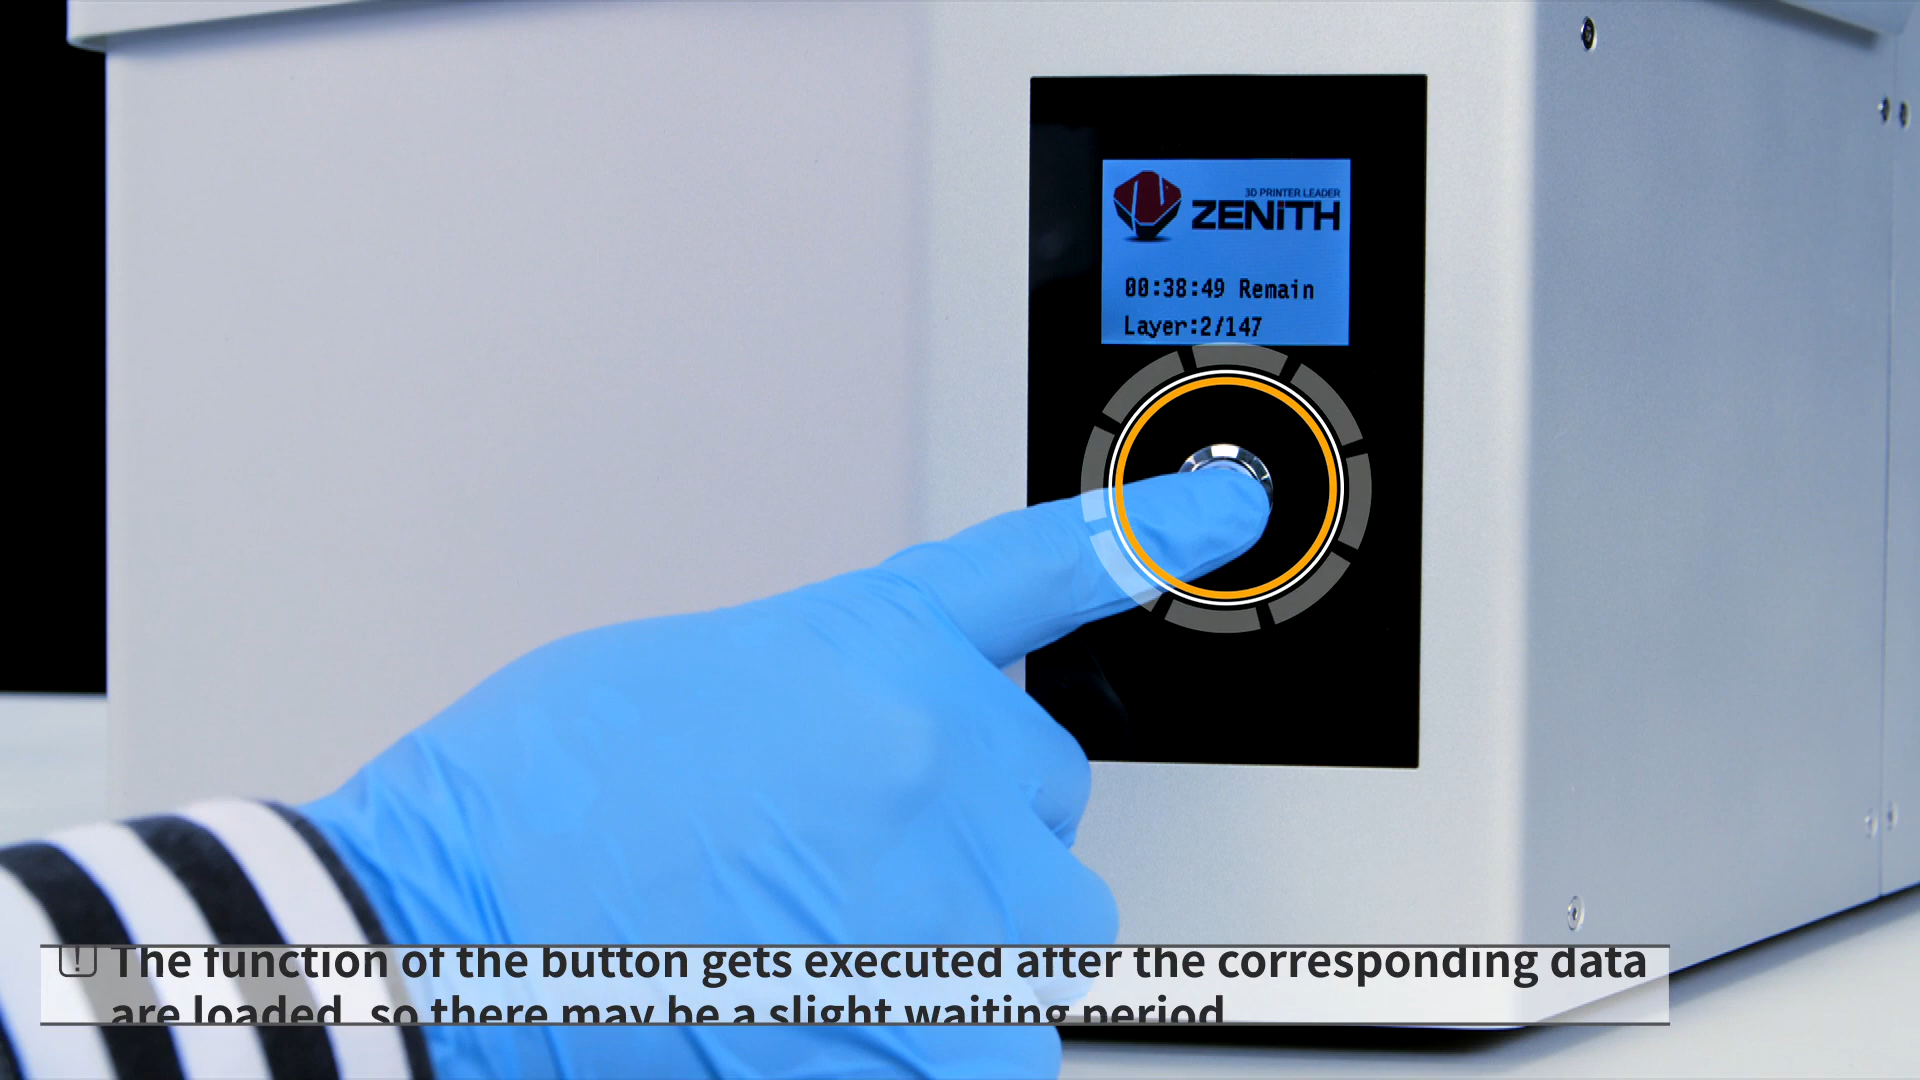 3D PRINTER LEADER
ZENiTH
00:38:49 Remain
Layer:2/147
The function of the button gets executed after the corresponding data
are loaded, so there may be a slight waiting period